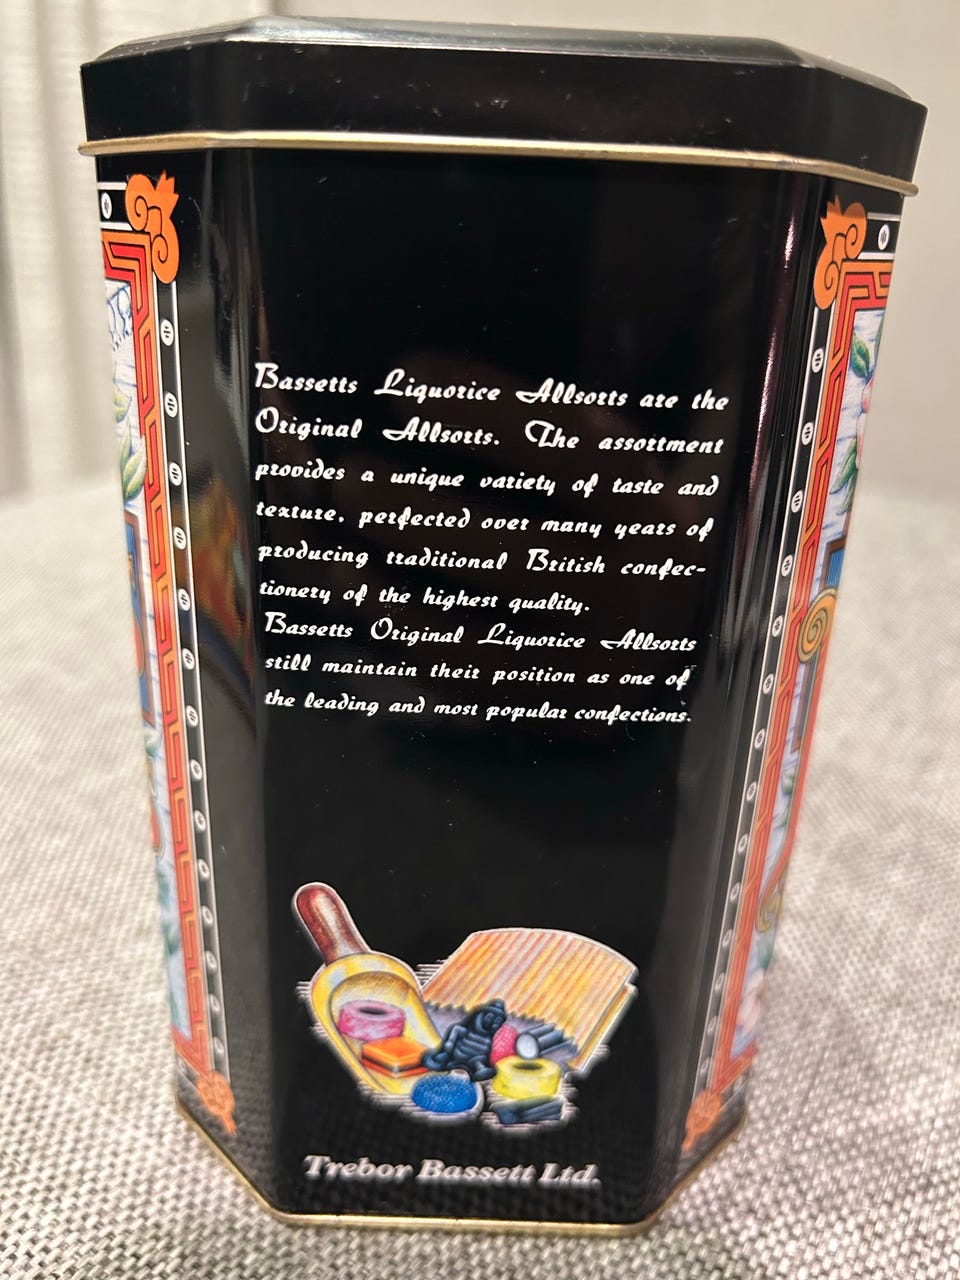 Bassetts Liquorice Allsorts are the
Original Allsorts. The assortment
provides a unique variety of taste and
texture, perfected over many years of
producing traditional British confec-
tionery of the highest quality.
Bassetts Original Liquorice Allsorts
still maintain their position as one of
the leading and most popular confections.
Trebor Bassett Ltd.